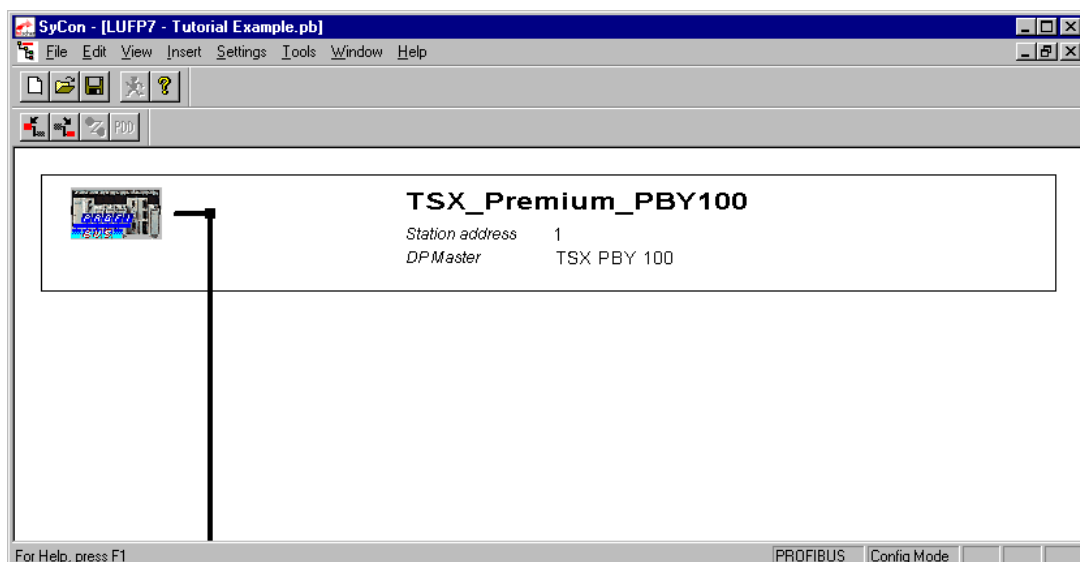 SyCon - [LUFP7 - Tutorial Example.pb]
File Edit View Insert Settings Tools Window Help
POD
TSX_Premium_PBY100
PROFI
BUS
Station address 1
DP Master TSX PBY 100
For Help, press F1 PROFIBUS Config Mode